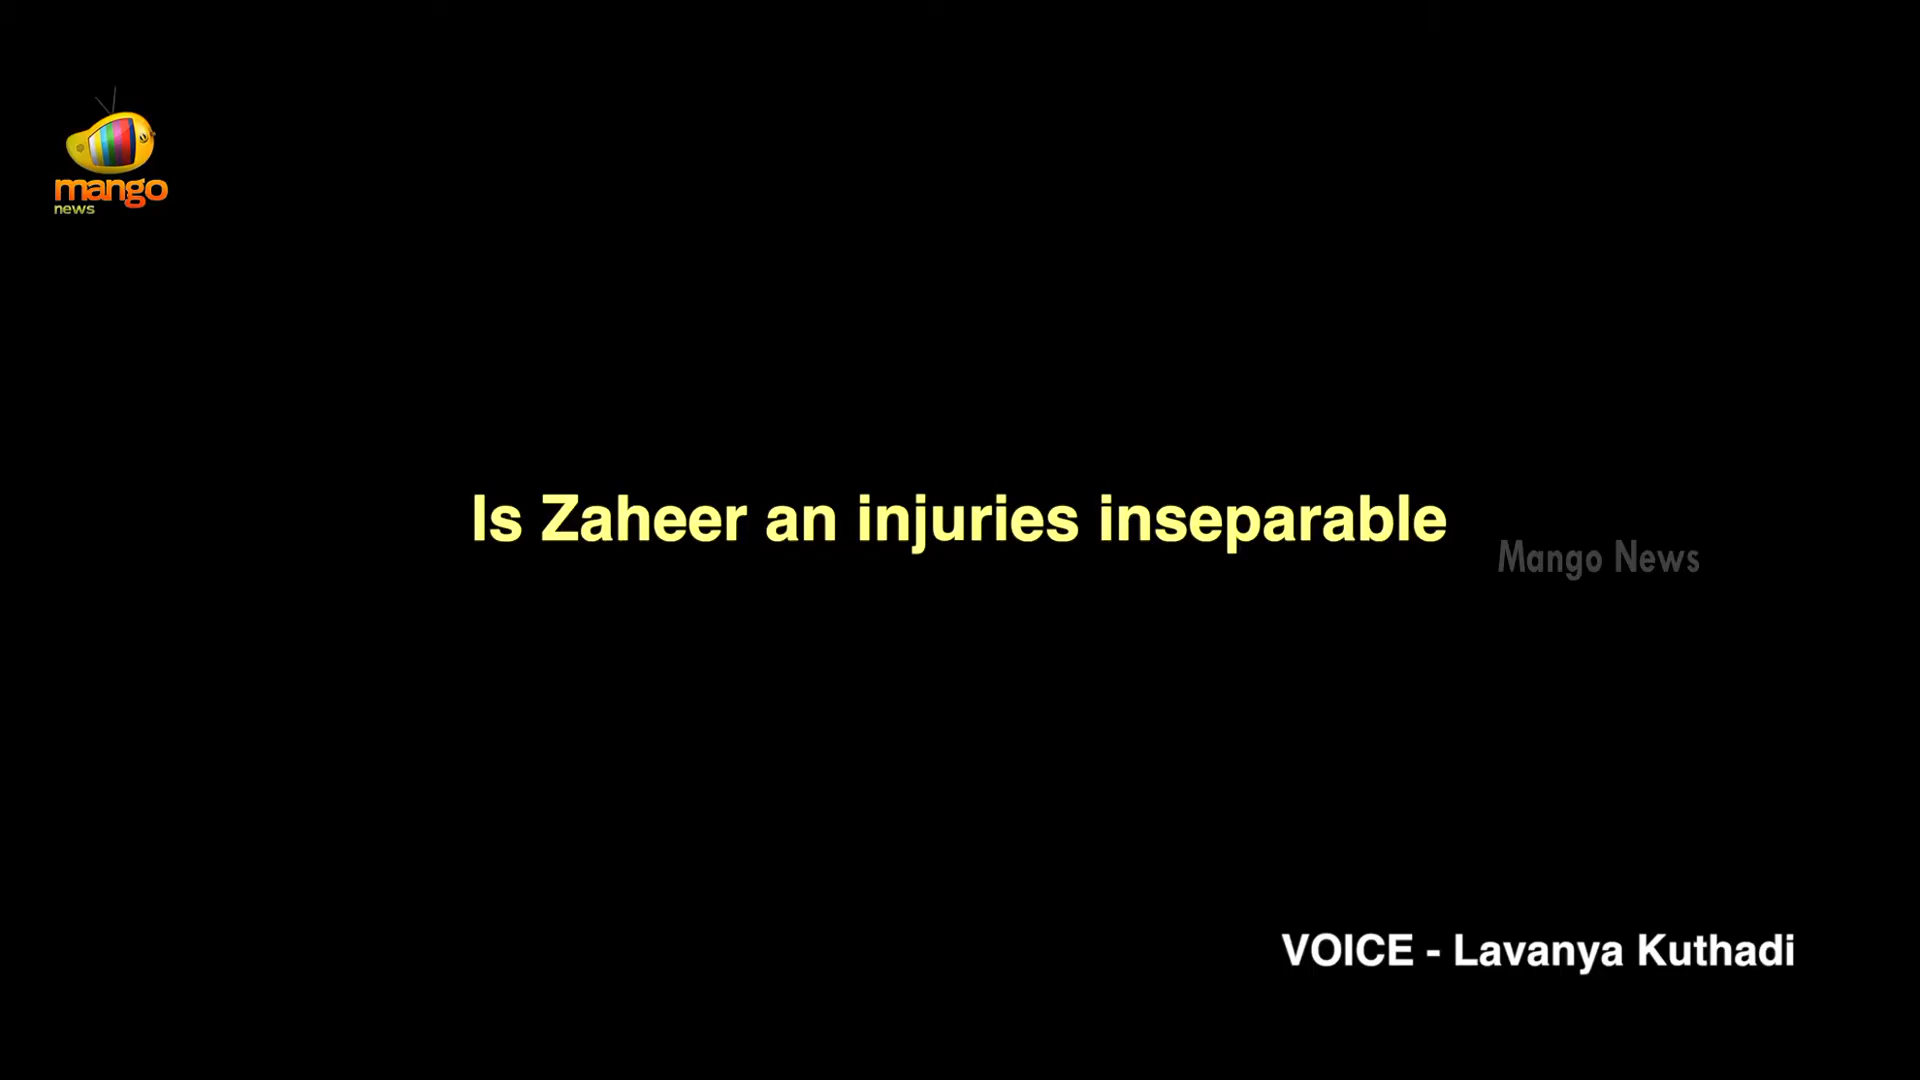 mango
news
Is Zaheer an injuries inseparable
Mango News
VOICE - Lavanya Kuthadi